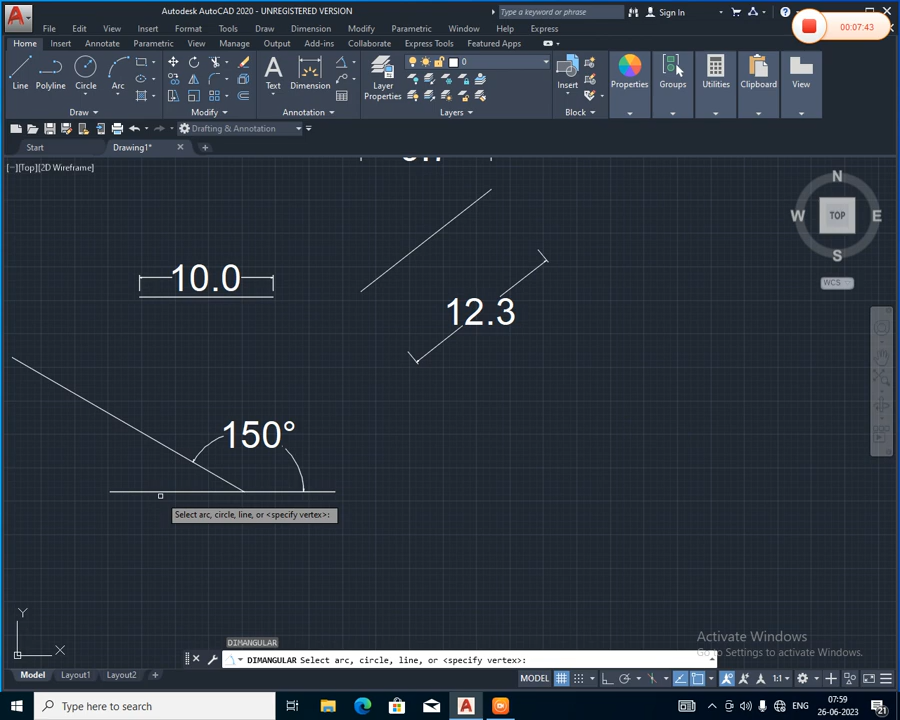 Autodesk AutoCAD 2020 - UNREGISTERED VERSION
Type a keyword or phrase
Sign In
00:07:43
File Edit View Insert Format Tools Draw Dimension Modify Parametric Window Help Express
Home Insert Annotate Parametric View Manage Output Add-ins Collaborate Express Tools Featured Apps
0
Line Polyline Circle Arc Text Dimension Layer Properties Insert Properties Groups Utilities Clipboard View
Draw Modify Annotation Layers Block
Drafting & Annotation
Start Drawing1*
[−][Top][2D Wireframe]
N
W TOP E
S
WCS
10.0
12.3
150°
Select arc, circle, line, or <specify vertex>:
Y
X
DIMANGULAR
DIMANGULAR Select arc, circle, line, or <specify vertex>:
Activate Windows
Go to Settings to activate Windows.
Model Layout1 Layout2 +
MODEL 1:1
Type here to search
ENG
07:59
26-06-2023
21